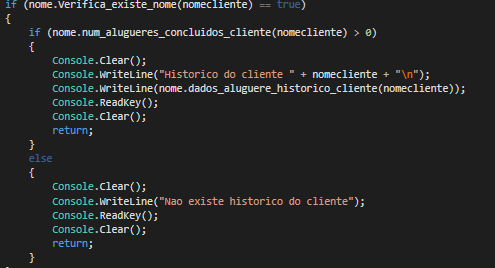 if (nome.Verifica_existe_nome(nomecliente) == true)
{
if (nome.num_alugueres_concluidos_cliente(nomecliente) > 0)
{
Console.Clear();
Console.WriteLine("Historico do cliente " + nomecliente + "\n");
Console.WriteLine(nome.dados_aluguere_historico_cliente(nomecliente));
Console.ReadKey();
Console.Clear();
return;
}
else
{
Console.Clear();
Console.WriteLine("Nao existe historico do cliente");
Console.ReadKey();
Console.Clear();
return;
}